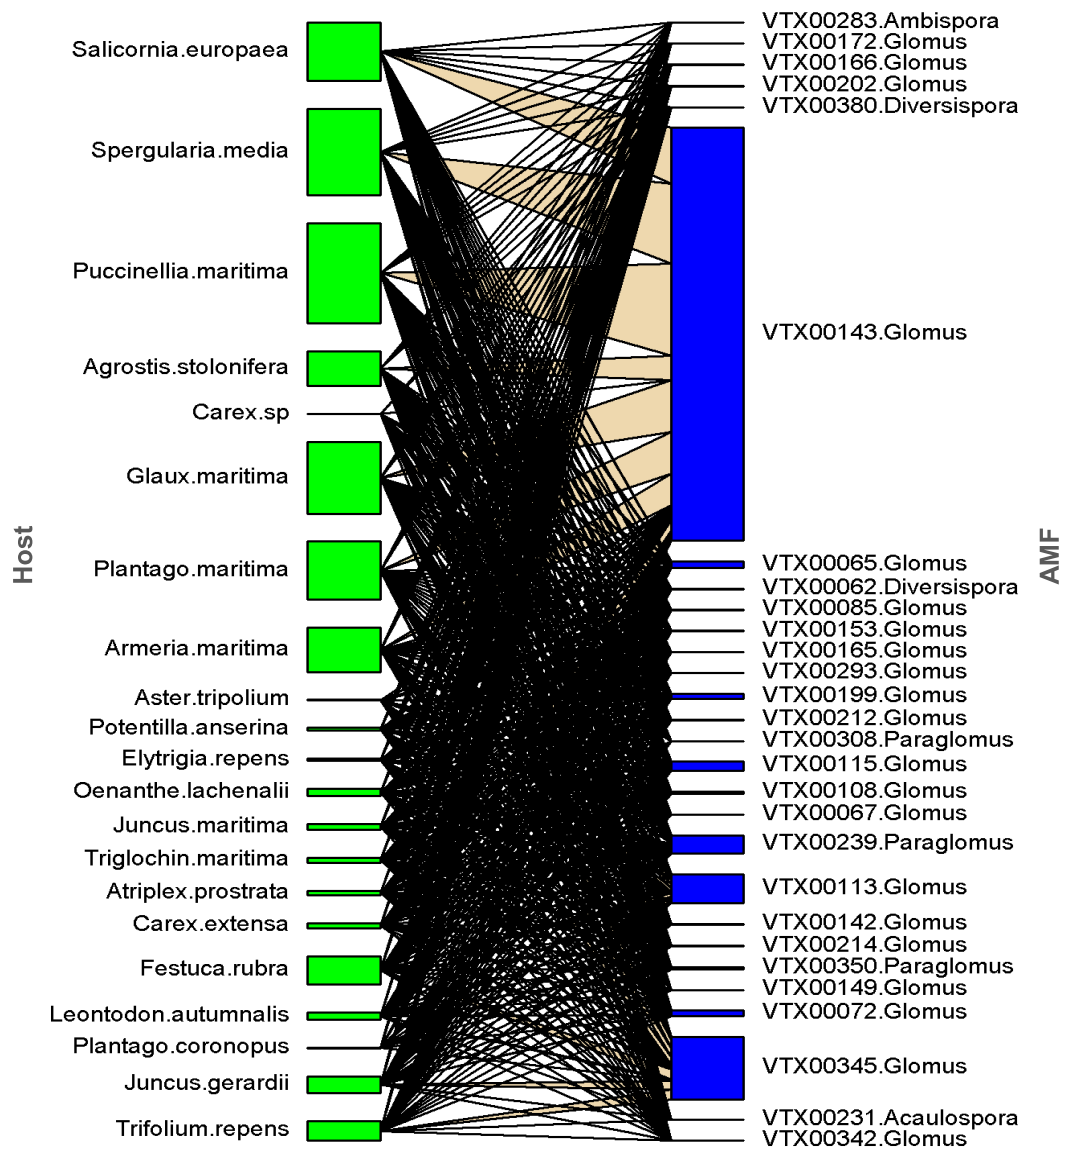 Host
Salicornia.europaea
Spergularia.media
Puccinellia.maritima
Agrostis.stolonifera
Carex.sp
Glaux.maritima
Plantago.maritima
Armeria.maritima
Aster.tripolium
Potentilla.anserina
Elytrigia.repens
Oenanthe.lachenalii
Juncus.maritima
Triglochin.maritima
Atriplex.prostrata
Carex.extensa
Festuca.rubra
Leontodon.autumnalis
Plantago.coronopus
Juncus.gerardii
Trifolium.repens
VTX00283.Ambispora
VTX00172.Glomus
VTX00166.Glomus
VTX00202.Glomus
VTX00380.Diversispora
VTX00143.Glomus
VTX00065.Glomus
VTX00062.Diversispora
VTX00085.Glomus
VTX00153.Glomus
VTX00165.Glomus
VTX00293.Glomus
VTX00199.Glomus
VTX00212.Glomus
VTX00308.Paraglomus
VTX00115.Glomus
VTX00108.Glomus
VTX00067.Glomus
VTX00239.Paraglomus
VTX00113.Glomus
VTX00142.Glomus
VTX00214.Glomus
VTX00350.Paraglomus
VTX00149.Glomus
VTX00072.Glomus
VTX00345.Glomus
VTX00231.Acaulospora
VTX00342.Glomus
AMF